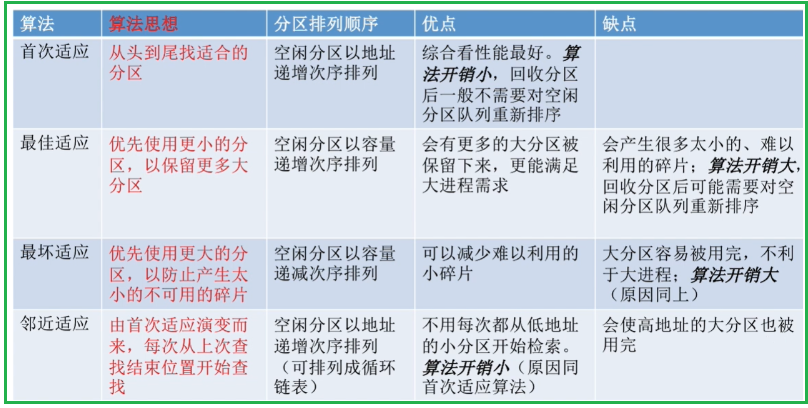 算法 算法思想 分区排列顺序 优点 缺点
首次适应
从头到尾找适合的
分区
空闲分区以地址
递增次序排列
综合看性能最好。算
法开销小，回收分区
后一般不需要对空闲
分区队列重新排序
最佳适应
优先使用更小的分
区，以保留更多大
分区
空闲分区以容量
递增次序排列
会有更多的大分区被
保留下来，更能满足
大进程需求
会产生很多太小的、难以
利用的碎片；算法开销大，
回收分区后可能需要对空
闲分区队列重新排序
最坏适应
优先使用更大的分
区，以防止产生太
小的不可用的碎片
空闲分区以容量
递减次序排列
可以减少难以利用的
小碎片
大分区容易被用完，不利
于大进程；算法开销大
（原因同上）
邻近适应
由首次适应演变而
来，每次从上次查
找结束位置开始查
找
空闲分区以地址
递增次序排列
（可排列成循环
链表）
不用每次都从低地址
的小分区开始检索。
算法开销小（原因同
首次适应算法）
会使高地址的大分区也被
用完